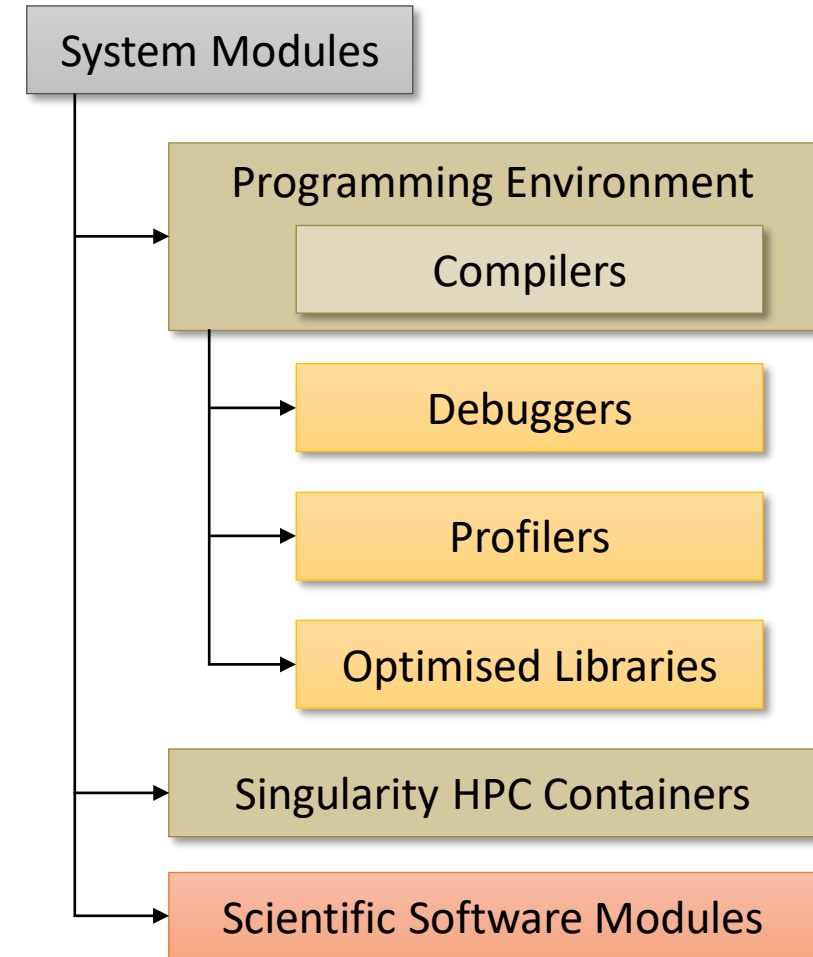 System Modules
Programming Environment
Compilers
Debuggers
Profilers
Optimised Libraries
Singularity HPC Containers
Scientific Software Modules